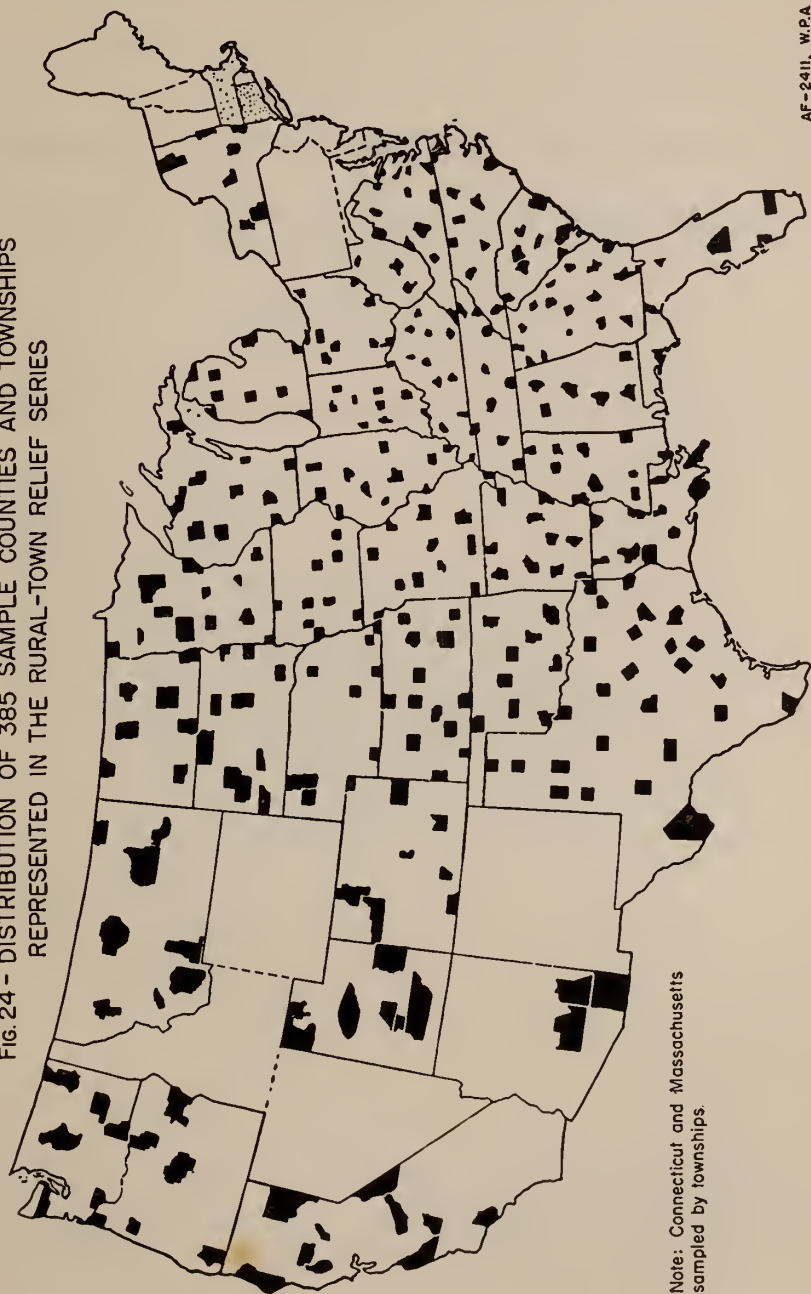 FIG. 24 - DISTRIBUTION OF 385 SAMPLE COUNTIES AND TOWNSHIPS
REPRESENTED IN THE RURAL-TOWN RELIEF SERIES
Note: Connecticut and Massachusetts
sampled by townships.
AF-2411, W.P.A.